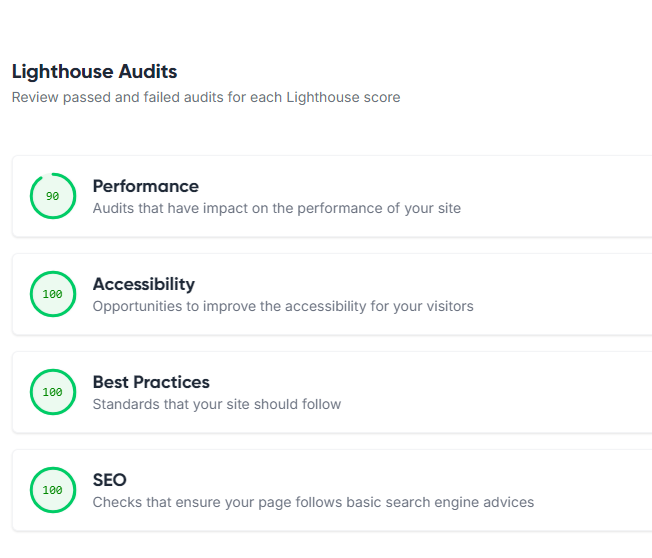 Lighthouse Audits
Review passed and failed audits for each Lighthouse score
90
Performance
Audits that have impact on the performance of your site
100
Accessibility
Opportunities to improve the accessibility for your visitors
100
Best Practices
Standards that your site should follow
100
SEO
Checks that ensure your page follows basic search engine advices